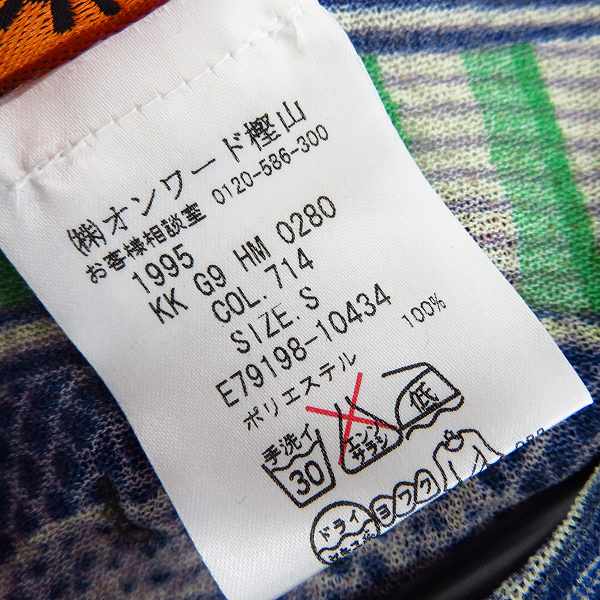 ㈱オンワード樫山
お客様相談室 0120-586-300
1995
KK G9 HM 0280
COL. 714
SIZE. S
E79198-10434
ポリエステル 100%
手洗イ 30
エンソ サラシ
低
ドライ
ヨワク